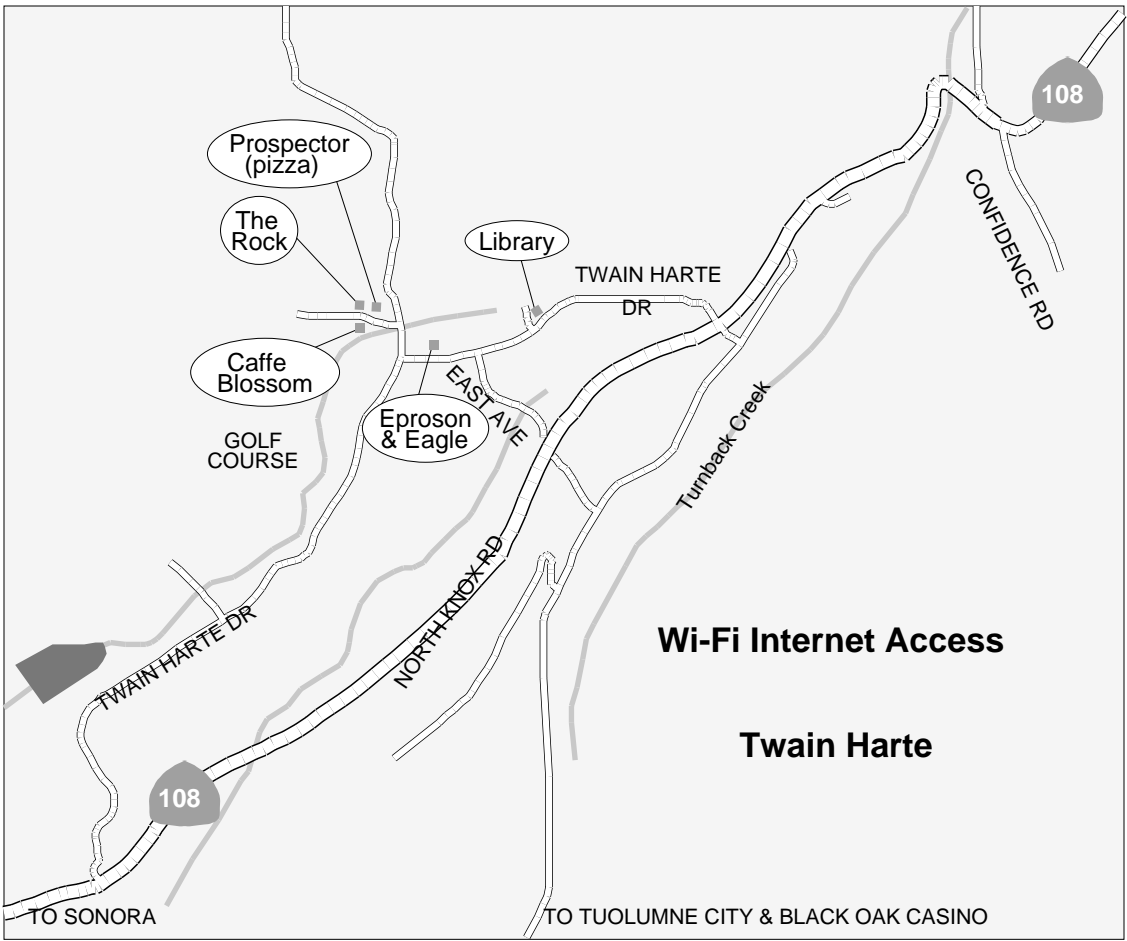 108
Prospector
(pizza)
The
Rock
Library
TWAIN HARTE
DR
CONFIDENCE RD
Caffe
Blossom
Eproson
& Eagle
EAST AVE
GOLF
COURSE
Turnback Creek
NORTH KNOX RD
TWAIN HARTE DR
Wi-Fi Internet Access
Twain Harte
108
TO SONORA
TO TUOLUMNE CITY & BLACK OAK CASINO